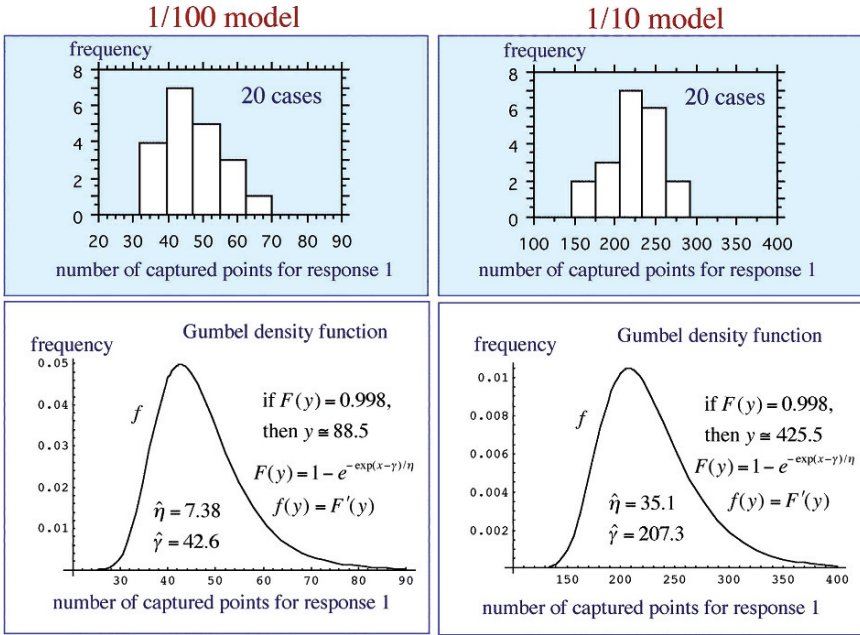 1/100 model
frequency
8
6
4
2
0
20 cases
20 30 40 50 60 70 80 90
number of captured points for response 1
1/10 model
frequency
8
6
4
2
0
20 cases
100 150 200 250 300 350 400
number of captured points for response 1
Gumbel density function
frequency
0.05
0.04
0.03
0.02
0.01
f
if F(y) = 0.998,
then y ≅ 88.5
F(y) = 1 − e^{−exp(x−γ)/η}
f(y) = F'(y)
η̂ = 7.38
γ̂ = 42.6
30 40 50 60 70 80 90
number of captured points for response 1
Gumbel density function
frequency
0.01
0.008
0.006
0.004
0.002
f
if F(y) = 0.998,
then y ≅ 425.5
F(y) = 1 − e^{−exp(x−γ)/η}
f(y) = F'(y)
η̂ = 35.1
γ̂ = 207.3
150 200 250 300 350 400
number of captured points for response 1